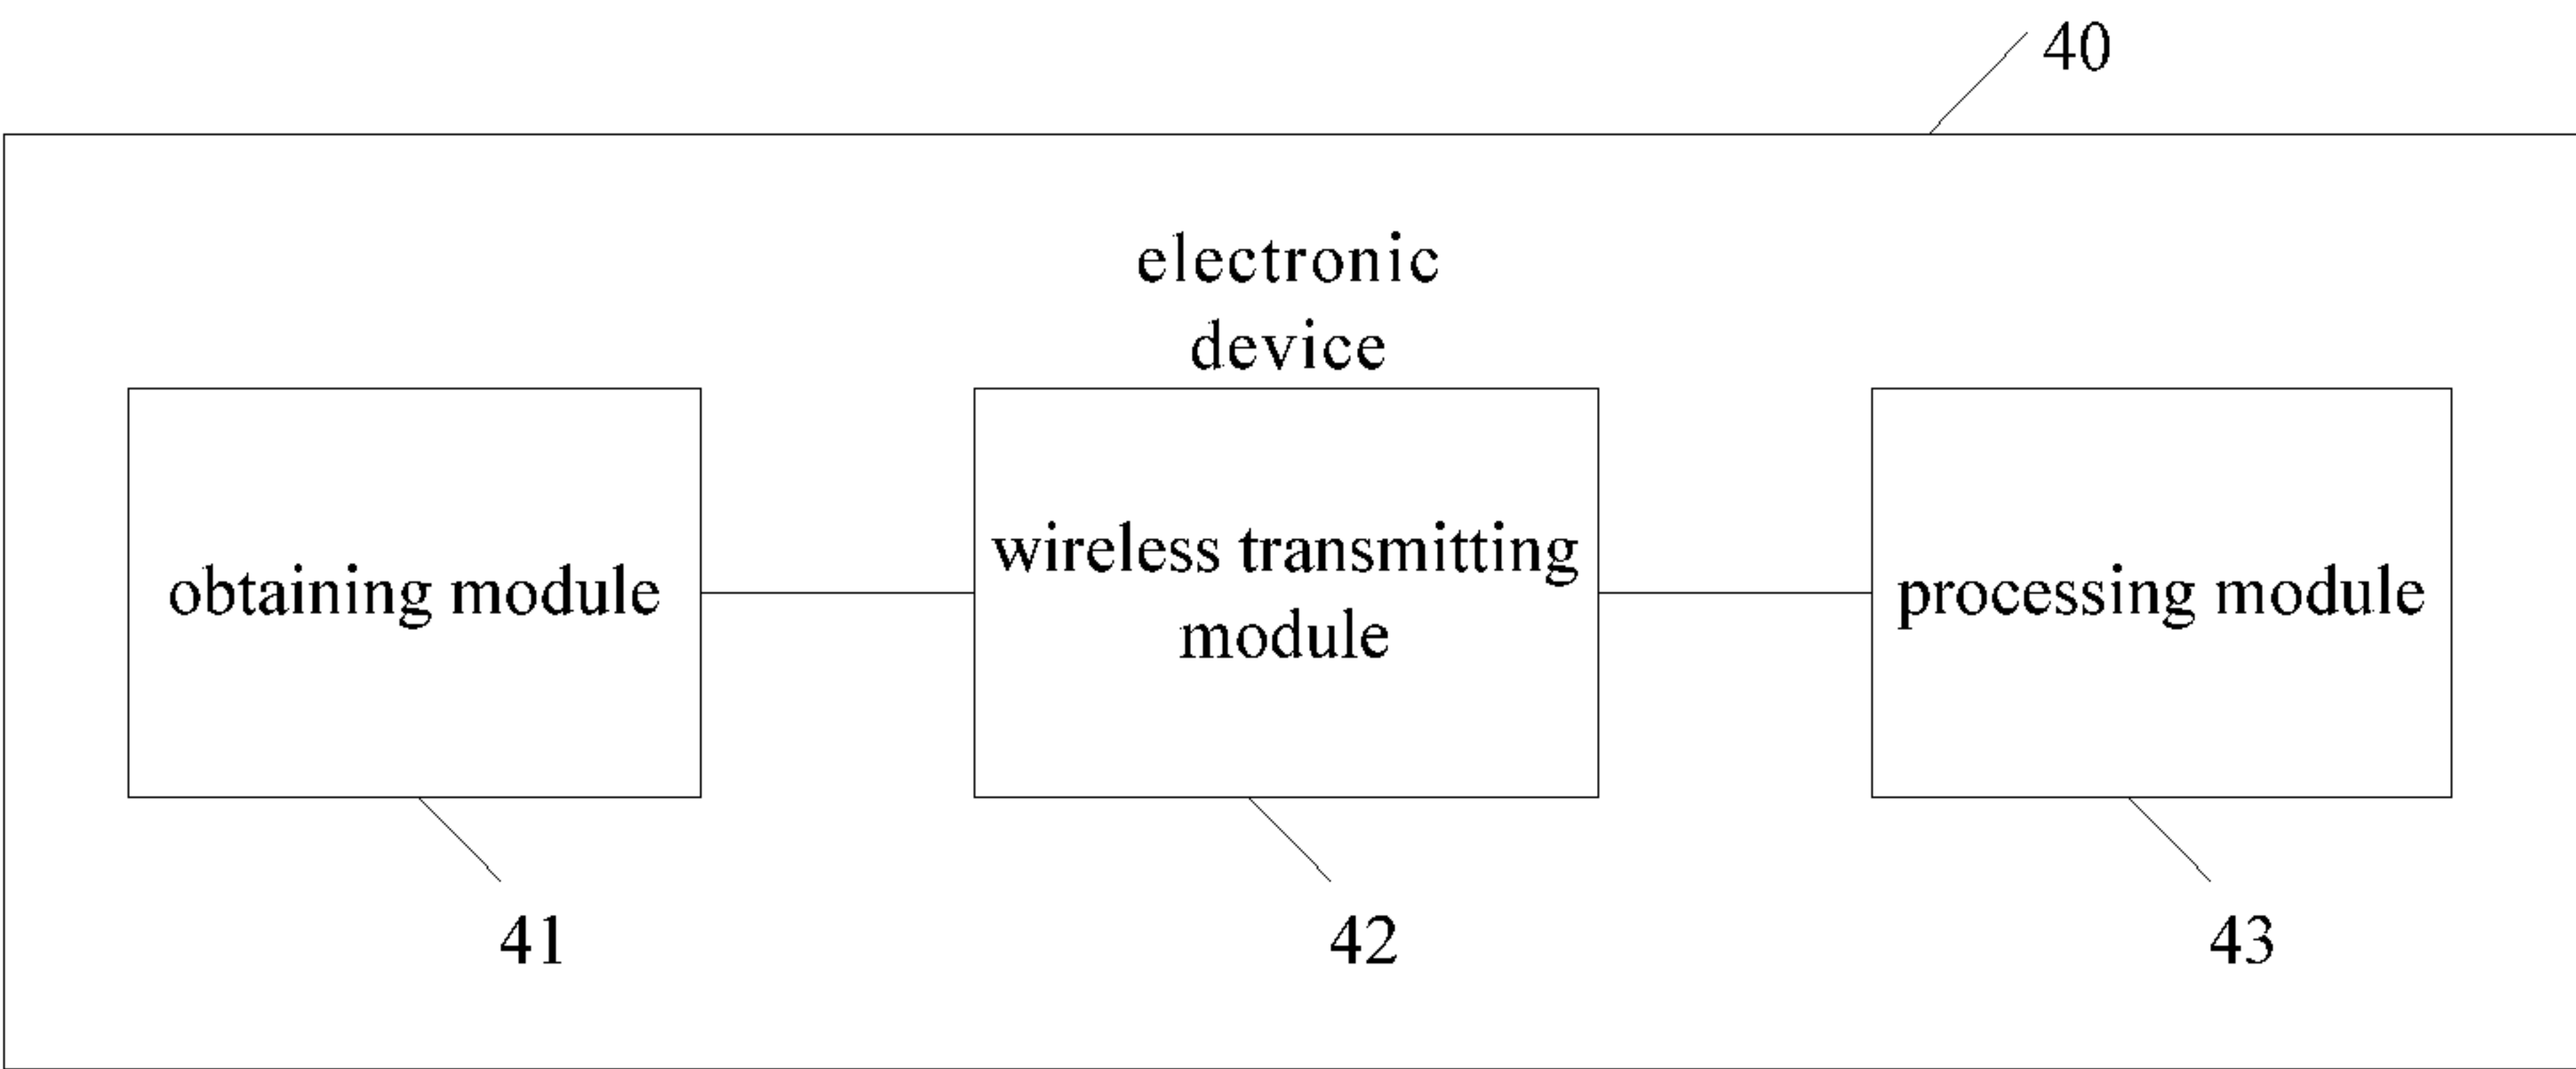 40
electronic
device
obtaining module
wireless transmitting
module
processing module
41
42
43